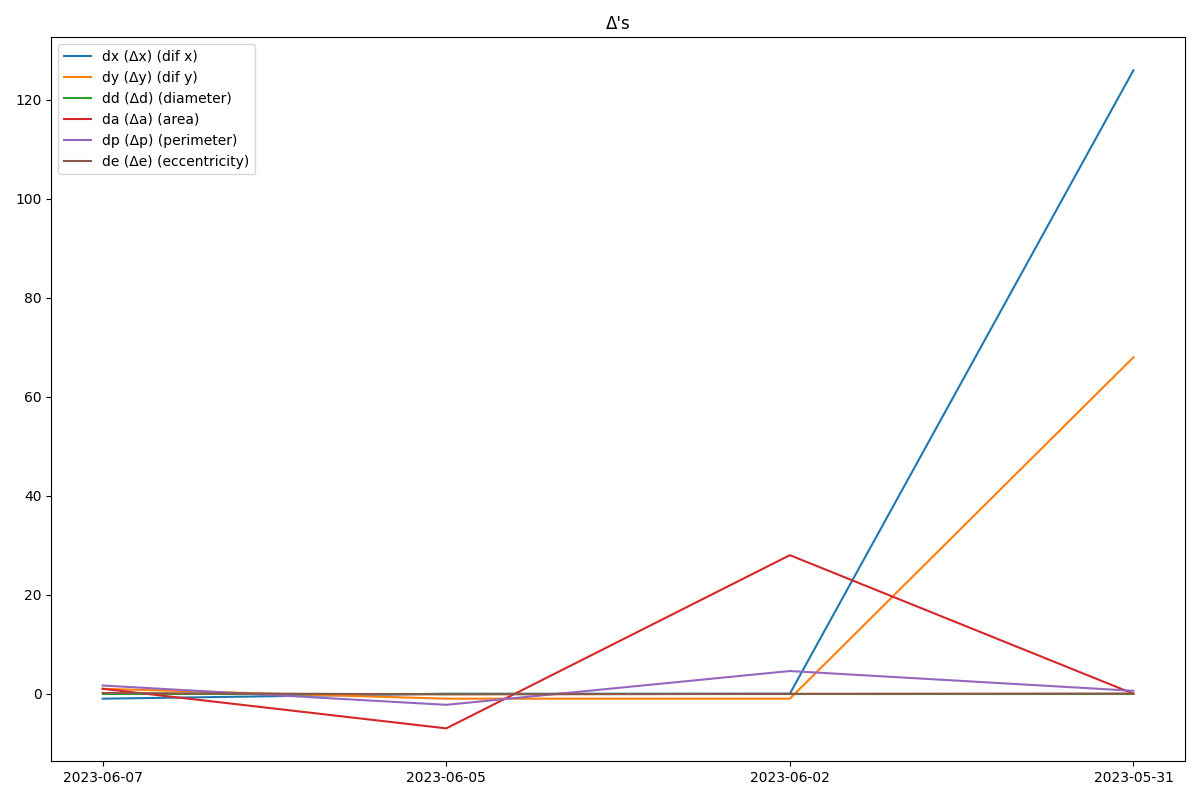 Δ's
dx (Δx) (dif x)
dy (Δy) (dif y)
dd (Δd) (diameter)
da (Δa) (area)
dp (Δp) (perimeter)
de (Δe) (eccentricity)
120
100
80
60
40
20
0
2023-06-07 2023-06-05 2023-06-02 2023-05-31